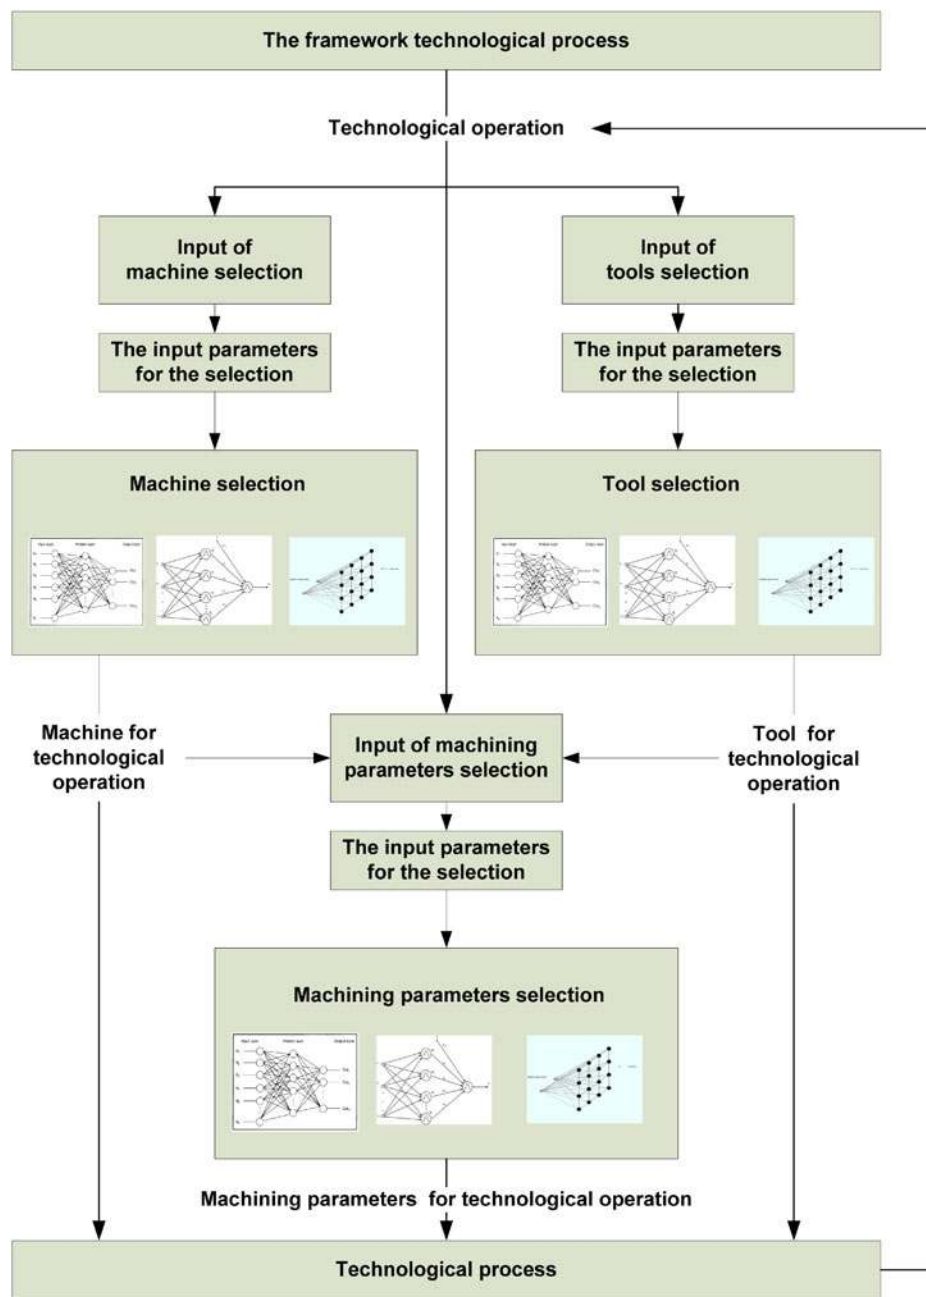 The framework technological process
Technological operation
Input of
machine selection
Input of
tools selection
The input parameters
for the selection
The input parameters
for the selection
Machine selection
Tool selection
Machine for
technological
operation
Input of machining
parameters selection
Tool for
technological
operation
The input parameters
for the selection
Machining parameters selection
Machining parameters for technological operation
Technological process